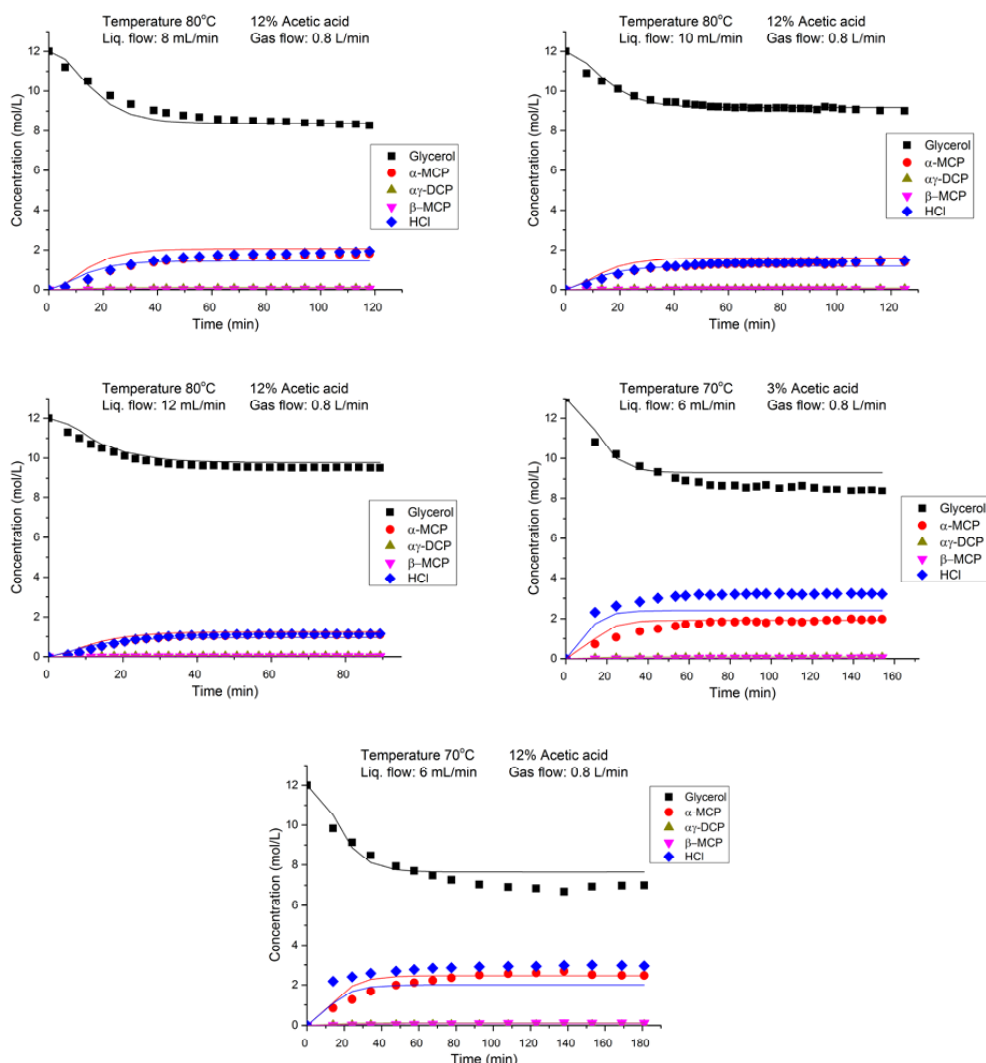 Temperature 80°C 12% Acetic acid
Liq. flow: 8 mL/min Gas flow: 0.8 L/min
12
10
8
6
4
2
0
Concentration (mol/L)
Glycerol
α-MCP
αγ-DCP
β–MCP
HCl
0 20 40 60 80 100 120
Time (min)
Temperature 80°C 12% Acetic acid
Liq. flow: 10 mL/min Gas flow: 0.8 L/min
12
10
8
6
4
2
0
Concentration (mol/L)
Glycerol
α-MCP
αγ-DCP
β–MCP
HCl
0 20 40 60 80 100 120
Time (min)
Temperature 80°C 12% Acetic acid
Liq. flow: 12 mL/min Gas flow: 0.8 L/min
12
10
8
6
4
2
0
Concentration (mol/L)
Glycerol
α-MCP
αγ-DCP
β–MCP
HCl
0 20 40 60 80
Time (min)
Temperature 70°C 3% Acetic acid
Liq. flow: 6 mL/min Gas flow: 0.8 L/min
12
10
8
6
4
2
0
Concentration (mol/L)
Glycerol
α-MCP
αγ-DCP
β–MCP
HCl
0 20 40 60 80 100 120 140 160
Time (min)
Temperature 70°C 12% Acetic acid
Liq. flow: 6 mL/min Gas flow: 0.8 L/min
12
10
8
6
4
2
0
Concentration (mol/L)
Glycerol
α-MCP
αγ-DCP
β–MCP
HCl
0 20 40 60 80 100 120 140 160 180
Time (min)